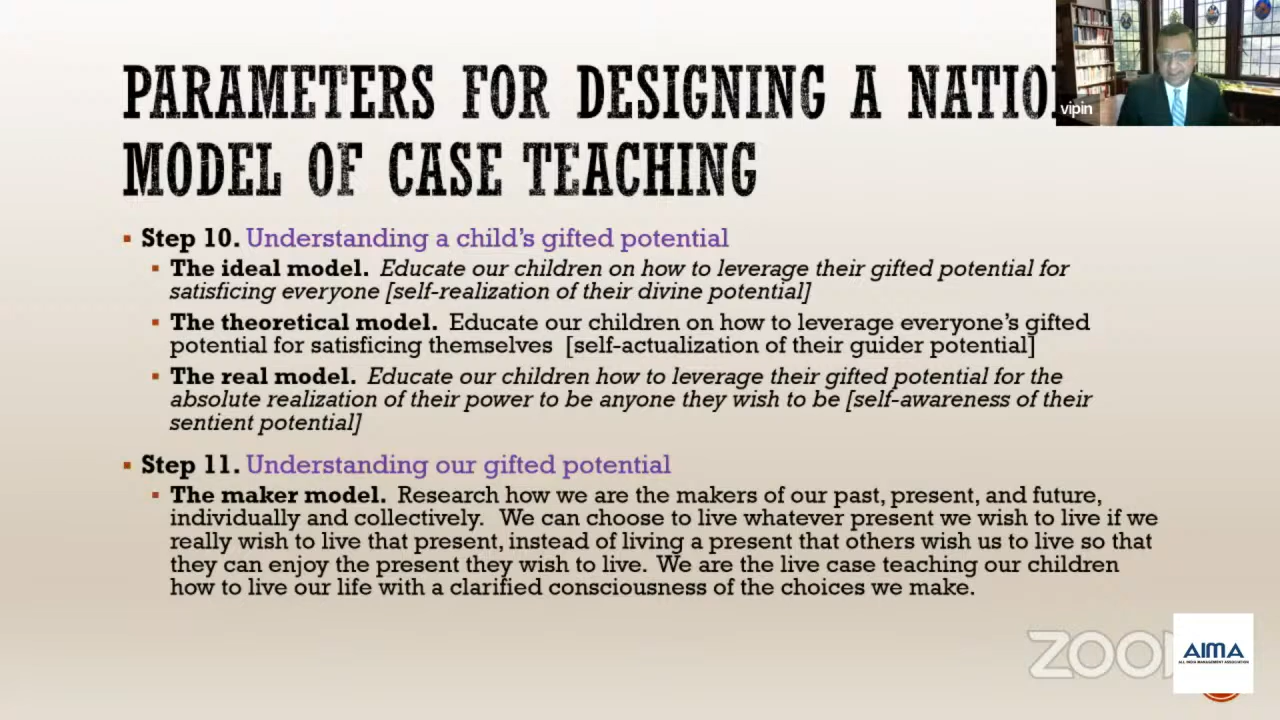 PARAMETERS FOR DESIGNING A NATIO
MODEL OF CASE TEACHING
vipin
▪ Step 10. Understanding a child's gifted potential
▪ The ideal model. Educate our children on how to leverage their gifted potential for
satisficing everyone [self-realization of their divine potential]
▪ The theoretical model. Educate our children on how to leverage everyone's gifted
potential for satisficing themselves [self-actualization of their guider potential]
▪ The real model. Educate our children how to leverage their gifted potential for the
absolute realization of their power to be anyone they wish to be [self-awareness of their
sentient potential]
▪ Step 11. Understanding our gifted potential
▪ The maker model. Research how we are the makers of our past, present, and future,
individually and collectively. We can choose to live whatever present we wish to live if we
really wish to live that present, instead of living a present that others wish us to live so that
they can enjoy the present they wish to live. We are the live case teaching our children
how to live our life with a clarified consciousness of the choices we make.
ZOO
AIMA
ALL INDIA MANAGEMENT ASSOCIATION